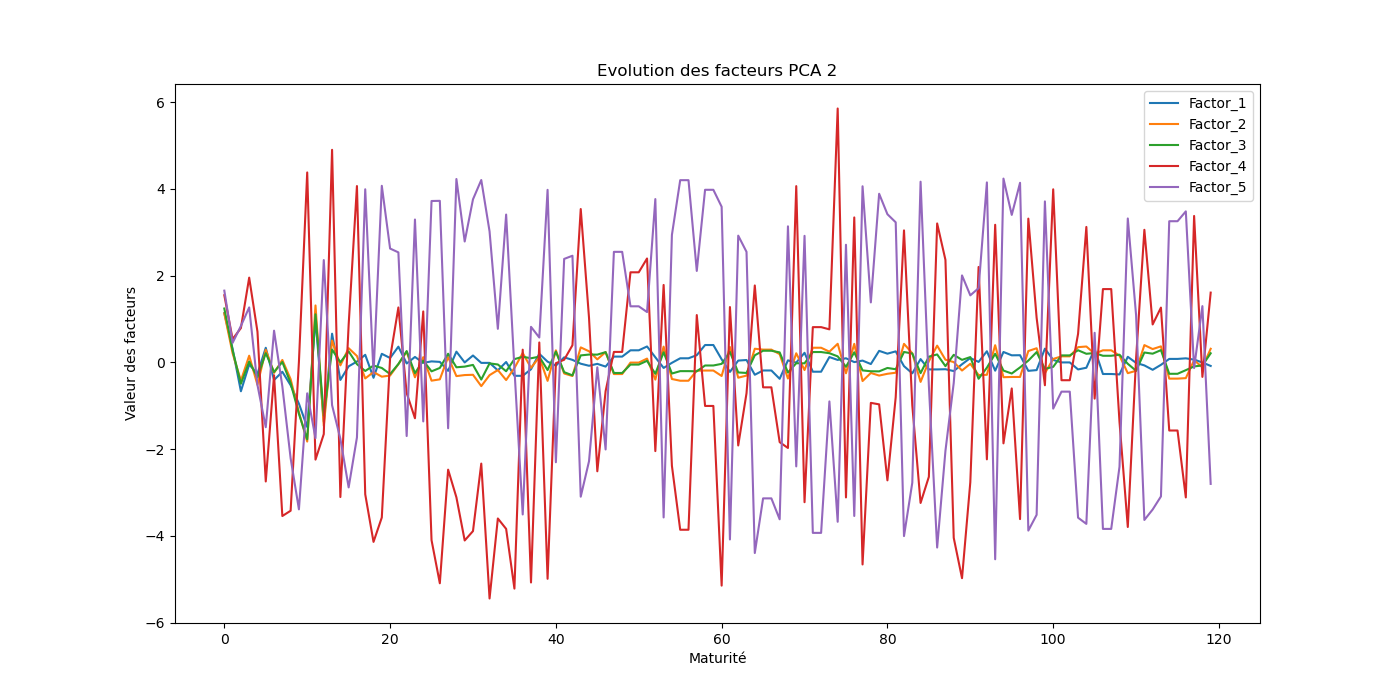 Evolution des facteurs PCA 2
Factor_1
Factor_2
Factor_3
Factor_4
Factor_5
Valeur des facteurs
6
4
2
0
−2
−4
−6
0
20
40
60
80
100
120
Maturité